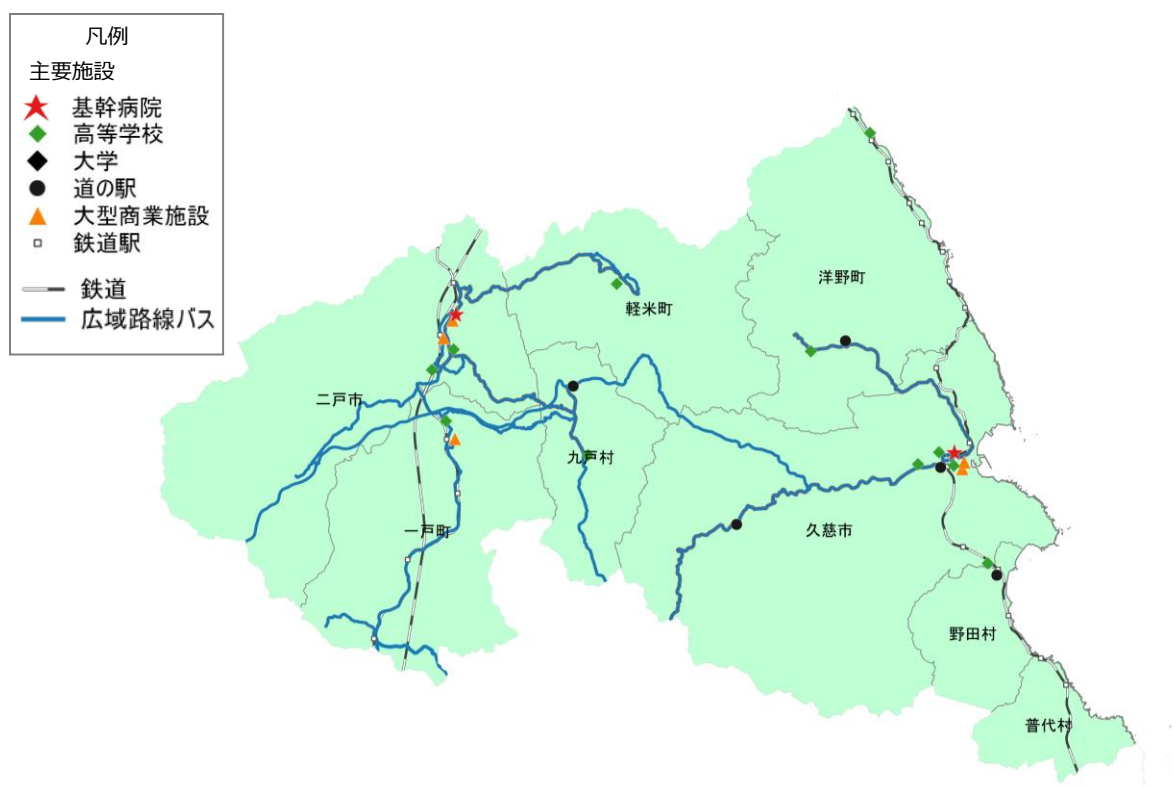 凡例
主要施設
基幹病院
高等学校
大学
道の駅
大型商業施設
鉄道駅
鉄道
広域路線バス
洋野町
軽米町
二戸市
九戸村
一戸町
久慈市
野田村
普代村